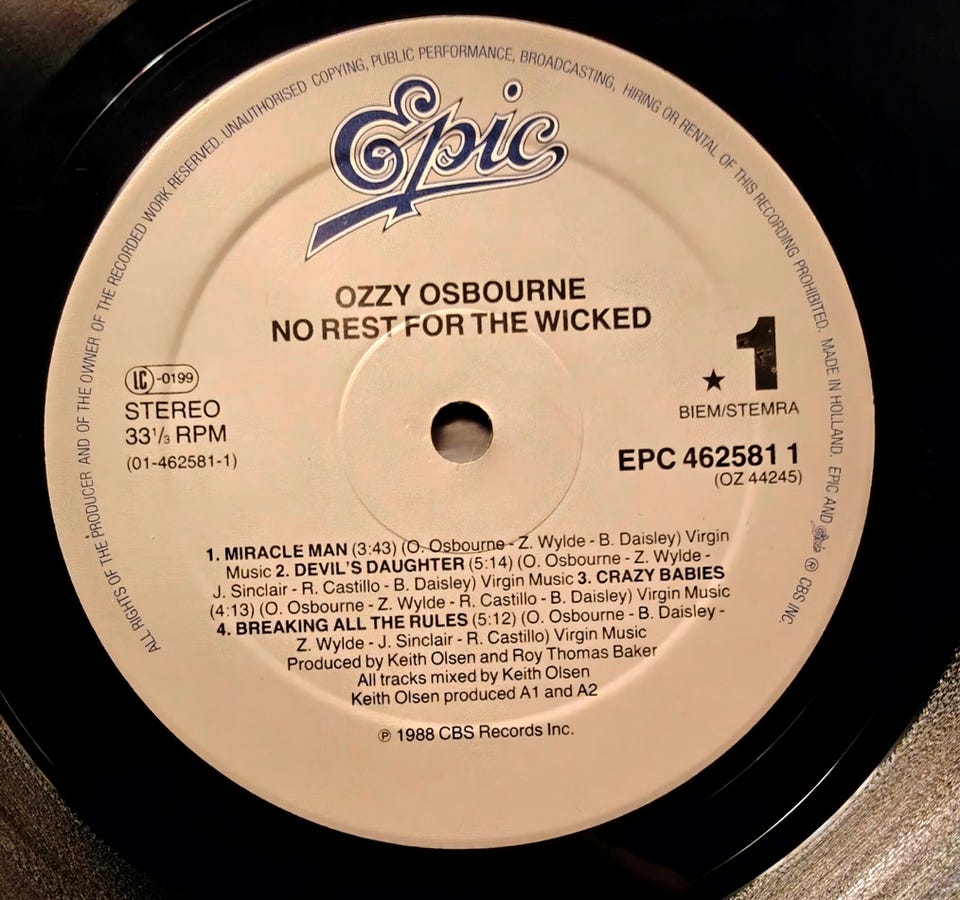 ALL RIGHTS OF THE PRODUCER AND OF THE OWNER OF THE RECORDED WORK RESERVED. UNAUTHORISED COPYING, PUBLIC PERFORMANCE, BROADCASTING, HIRING OR RENTAL OF THIS RECORDING PROHIBITED. MADE IN HOLLAND. EPIC AND Epic ® CBS INC.
Epic
OZZY OSBOURNE
NO REST FOR THE WICKED
LC-0199
STEREO
33 1/3 RPM
(01-462581-1)
★ 1
BIEM/STEMRA
EPC 462581 1
(OZ 44245)
1. MIRACLE MAN (3:43) (O. Osbourne - Z. Wylde - B. Daisley) Virgin
Music 2. DEVIL'S DAUGHTER (5:14) (O. Osbourne - Z. Wylde -
J. Sinclair - R. Castillo - B. Daisley) Virgin Music 3. CRAZY BABIES
(4:13) (O. Osbourne - Z. Wylde - R. Castillo - B. Daisley) Virgin Music
4. BREAKING ALL THE RULES (5:12) (O. Osbourne - B. Daisley -
Z. Wylde - J. Sinclair - R. Castillo) Virgin Music
Produced by Keith Olsen and Roy Thomas Baker
All tracks mixed by Keith Olsen
Keith Olsen produced A1 and A2
℗ 1988 CBS Records Inc.